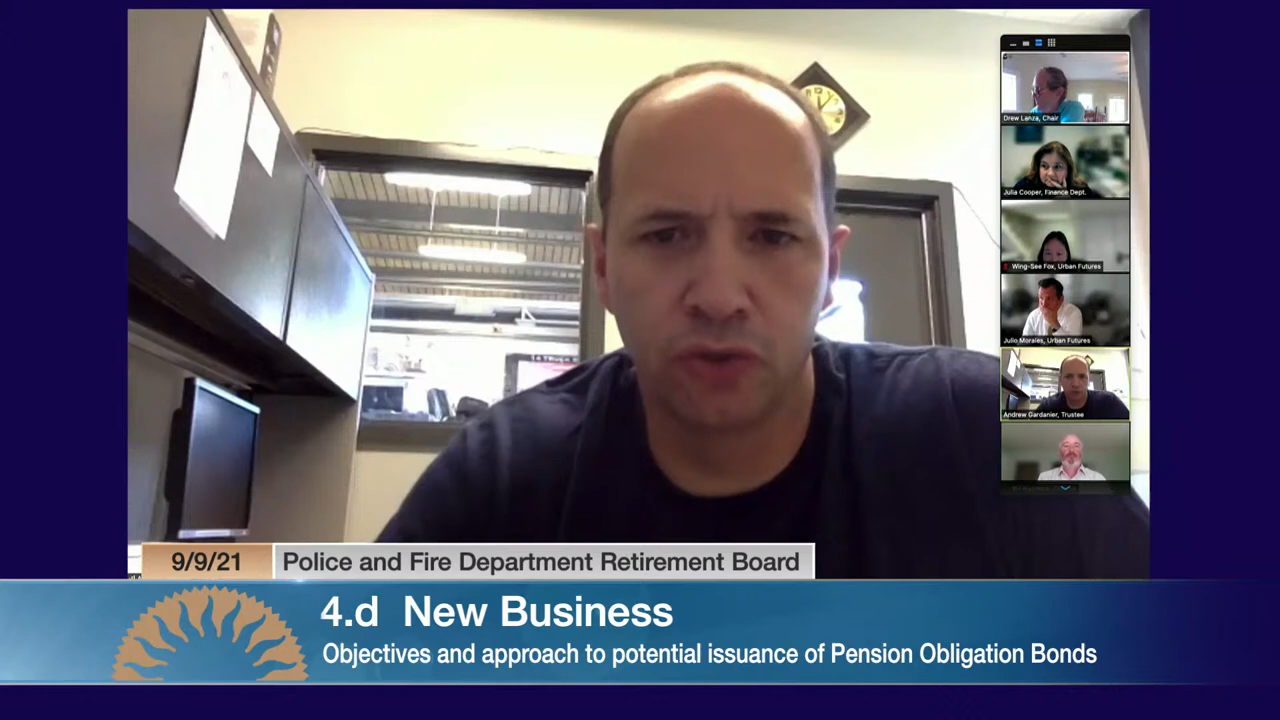 Drew Lanza, Chair
Julia Cooper, Finance Dept.
Wing-See Fox, Urban Futures
Julio Morales, Urban Futures
Andrew Gardanier, Trustee
9/9/21
Police and Fire Department Retirement Board
4.d New Business
Objectives and approach to potential issuance of Pension Obligation Bonds